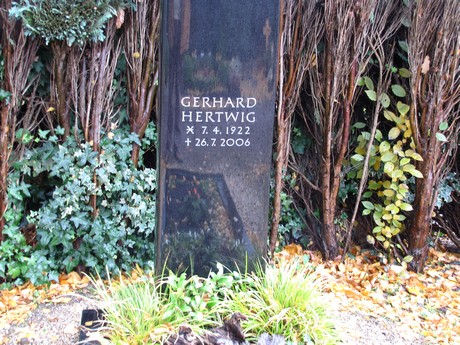 GERHARD
HERTWIG
* 7.4.1922
† 26.7.2006